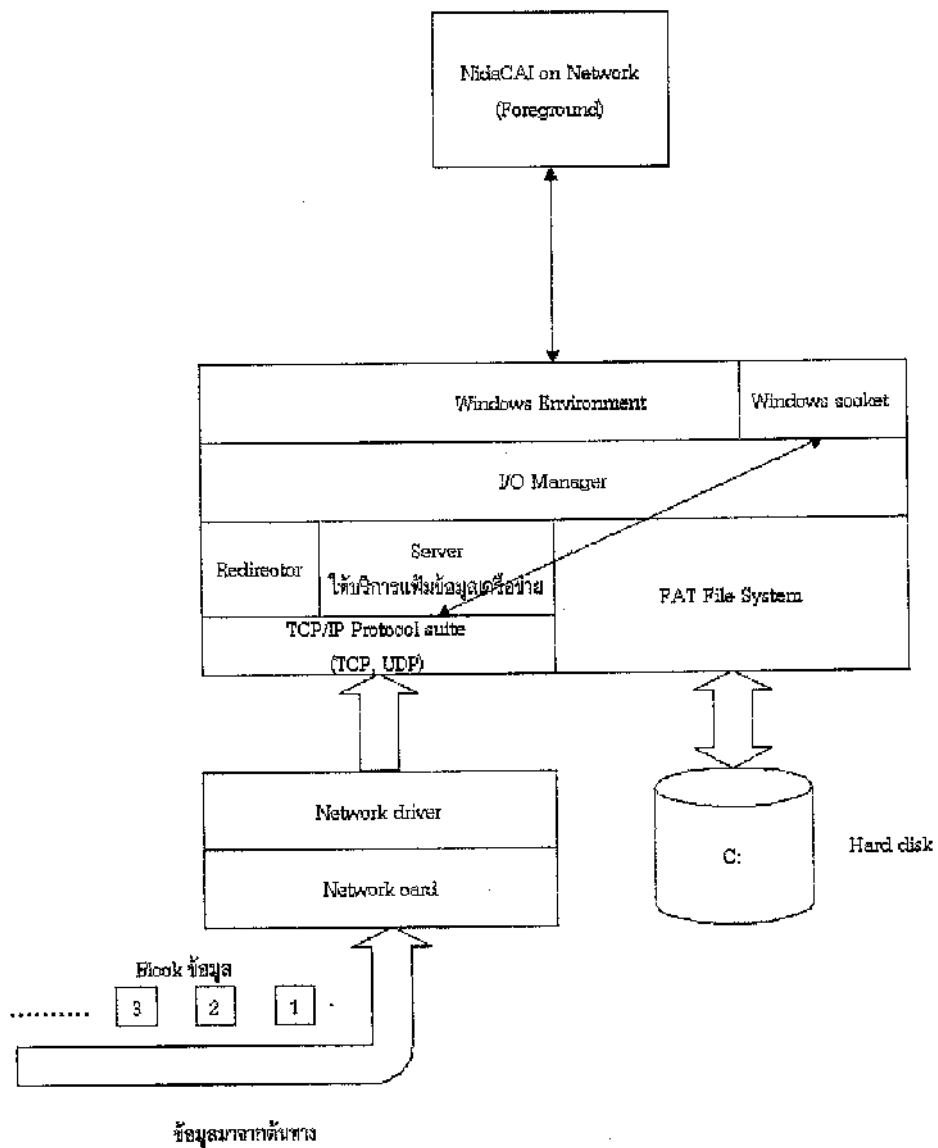 NidaCAI on Network
(Foreground)
Windows Environment
Windows socket
I/O Manager
Redirector
Server
ให้บริการแฟ้มข้อมูลเครือข่าย
FAT File System
TCP/IP Protocol suite
(TCP, UDP)
Network driver
Network card
C:
Hard disk
Block ข้อมูล
.........
3
2
1
ข้อมูลมาจากต้นทาง